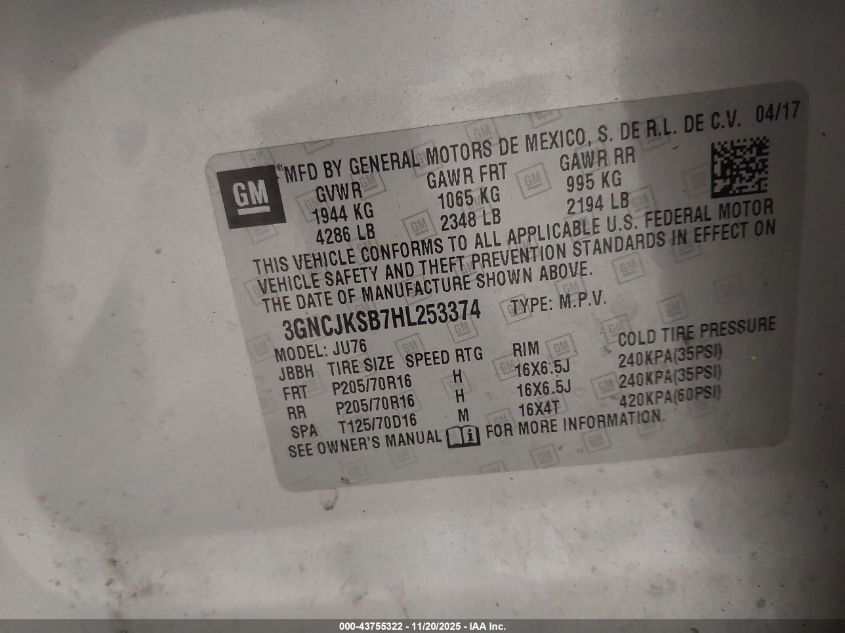 GM
®MFD BY GENERAL MOTORS DE MEXICO, S. DE R.L. DE C.V. 04/17
GVWR GAWR FRT GAWR RR
1944 KG 1065 KG 995 KG
4286 LB 2348 LB 2194 LB
THIS VEHICLE CONFORMS TO ALL APPLICABLE U.S. FEDERAL MOTOR
VEHICLE SAFETY AND THEFT PREVENTION STANDARDS IN EFFECT ON
THE DATE OF MANUFACTURE SHOWN ABOVE.
3GNCJKSB7HL253374 TYPE: M.P.V.
MODEL: JU76
JBBH TIRE SIZE SPEED RTG RIM COLD TIRE PRESSURE
FRT P205/70R16 H 16X6.5J 240KPA(35PSI)
RR P205/70R16 H 16X6.5J 240KPA(35PSI)
SPA T125/70D16 M 16X4T 420KPA(60PSI)
SEE OWNER'S MANUAL FOR MORE INFORMATION.
000-43755322 - 11/20/2025 - IAA Inc.